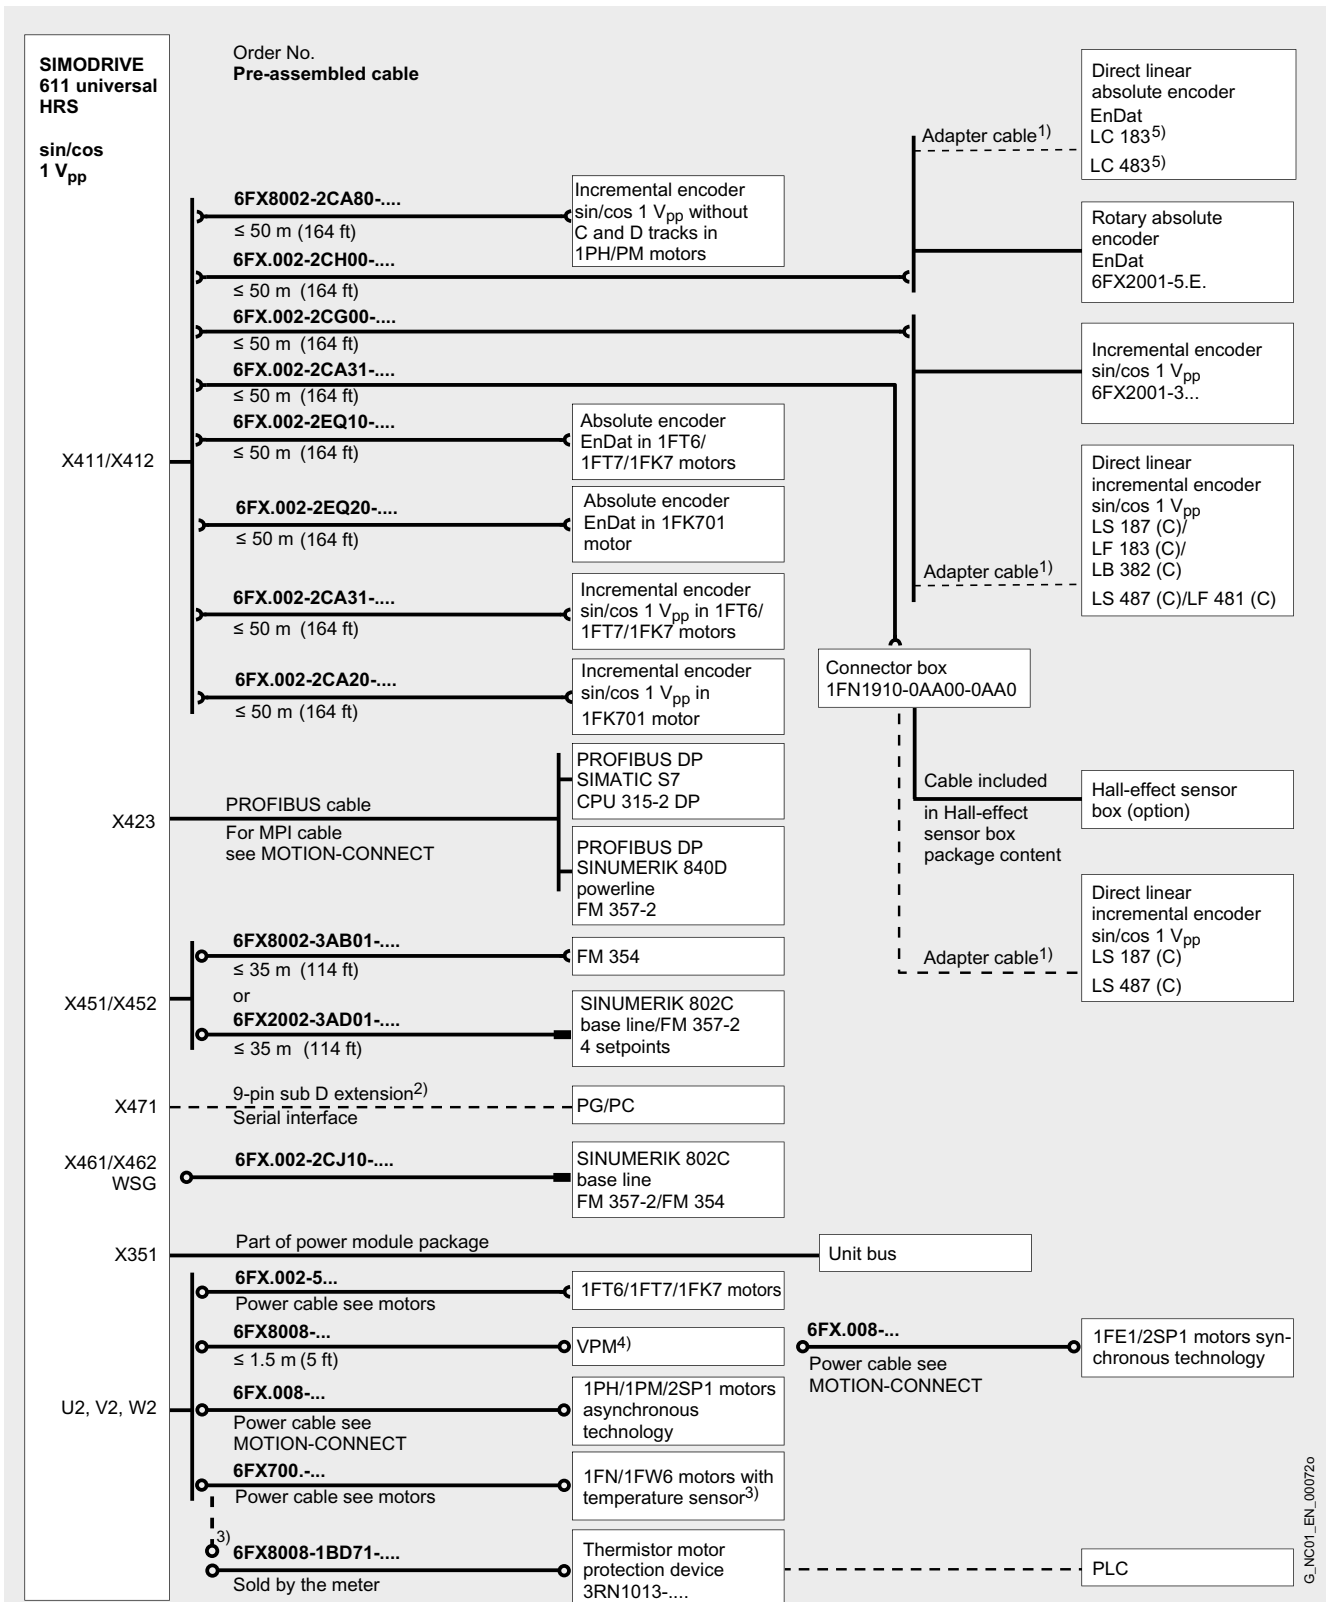 SIMODRIVE
611 universal
HRS
sin/cos
1 Vpp
Order No.
Pre-assembled cable
X411/X412
6FX8002-2CA80-....
≤ 50 m (164 ft)
Incremental encoder
sin/cos 1 Vpp without
C and D tracks in
1PH/PM motors
6FX.002-2CH00-....
≤ 50 m (164 ft)
Adapter cable1)
Direct linear
absolute encoder
EnDat
LC 1835)
LC 4835)
Rotary absolute
encoder
EnDat
6FX2001-5.E.
6FX.002-2CG00-....
≤ 50 m (164 ft)
Incremental encoder
sin/cos 1 Vpp
6FX2001-3...
Adapter cable1)
Direct linear
incremental encoder
sin/cos 1 Vpp
LS 187 (C)/
LF 183 (C)/
LB 382 (C)
LS 487 (C)/LF 481 (C)
6FX.002-2CA31-....
≤ 50 m (164 ft)
6FX.002-2EQ10-....
≤ 50 m (164 ft)
Absolute encoder
EnDat in 1FT6/
1FT7/1FK7 motors
6FX.002-2EQ20-....
≤ 50 m (164 ft)
Absolute encoder
EnDat in 1FK701
motor
6FX.002-2CA31-....
≤ 50 m (164 ft)
Incremental encoder
sin/cos 1 Vpp in 1FT6/
1FT7/1FK7 motors
6FX.002-2CA20-....
≤ 50 m (164 ft)
Incremental encoder
sin/cos 1 Vpp in
1FK701 motor
Connector box
1FN1910-0AA00-0AA0
Cable included
in Hall-effect
sensor box
package content
Hall-effect sensor
box (option)
Adapter cable1)
Direct linear
incremental encoder
sin/cos 1 Vpp
LS 187 (C)
LS 487 (C)
X423
PROFIBUS cable
For MPI cable
see MOTION-CONNECT
PROFIBUS DP
SIMATIC S7
CPU 315-2 DP
PROFIBUS DP
SINUMERIK 840D
powerline
FM 357-2
X451/X452
6FX8002-3AB01-....
≤ 35 m (114 ft)
FM 354
or
6FX2002-3AD01-....
≤ 35 m (114 ft)
SINUMERIK 802C
base line/FM 357-2
4 setpoints
X471
9-pin sub D extension2)
Serial interface
PG/PC
X461/X462
WSG
6FX.002-2CJ10-....
SINUMERIK 802C
base line
FM 357-2/FM 354
X351
Part of power module package
Unit bus
U2, V2, W2
6FX.002-5...
Power cable see motors
1FT6/1FT7/1FK7 motors
6FX8008-...
≤ 1.5 m (5 ft)
VPM4)
6FX.008-...
Power cable see
MOTION-CONNECT
1FE1/2SP1 motors syn-
chronous technology
6FX.008-...
Power cable see
MOTION-CONNECT
1PH/1PM/2SP1 motors
asynchronous
technology
6FX700.-...
Power cable see motors
1FN/1FW6 motors with
temperature sensor3)
3)
6FX8008-1BD71-....
Sold by the meter
Thermistor motor
protection device
3RN1013-....
PLC
G_NC01_EN_00072o